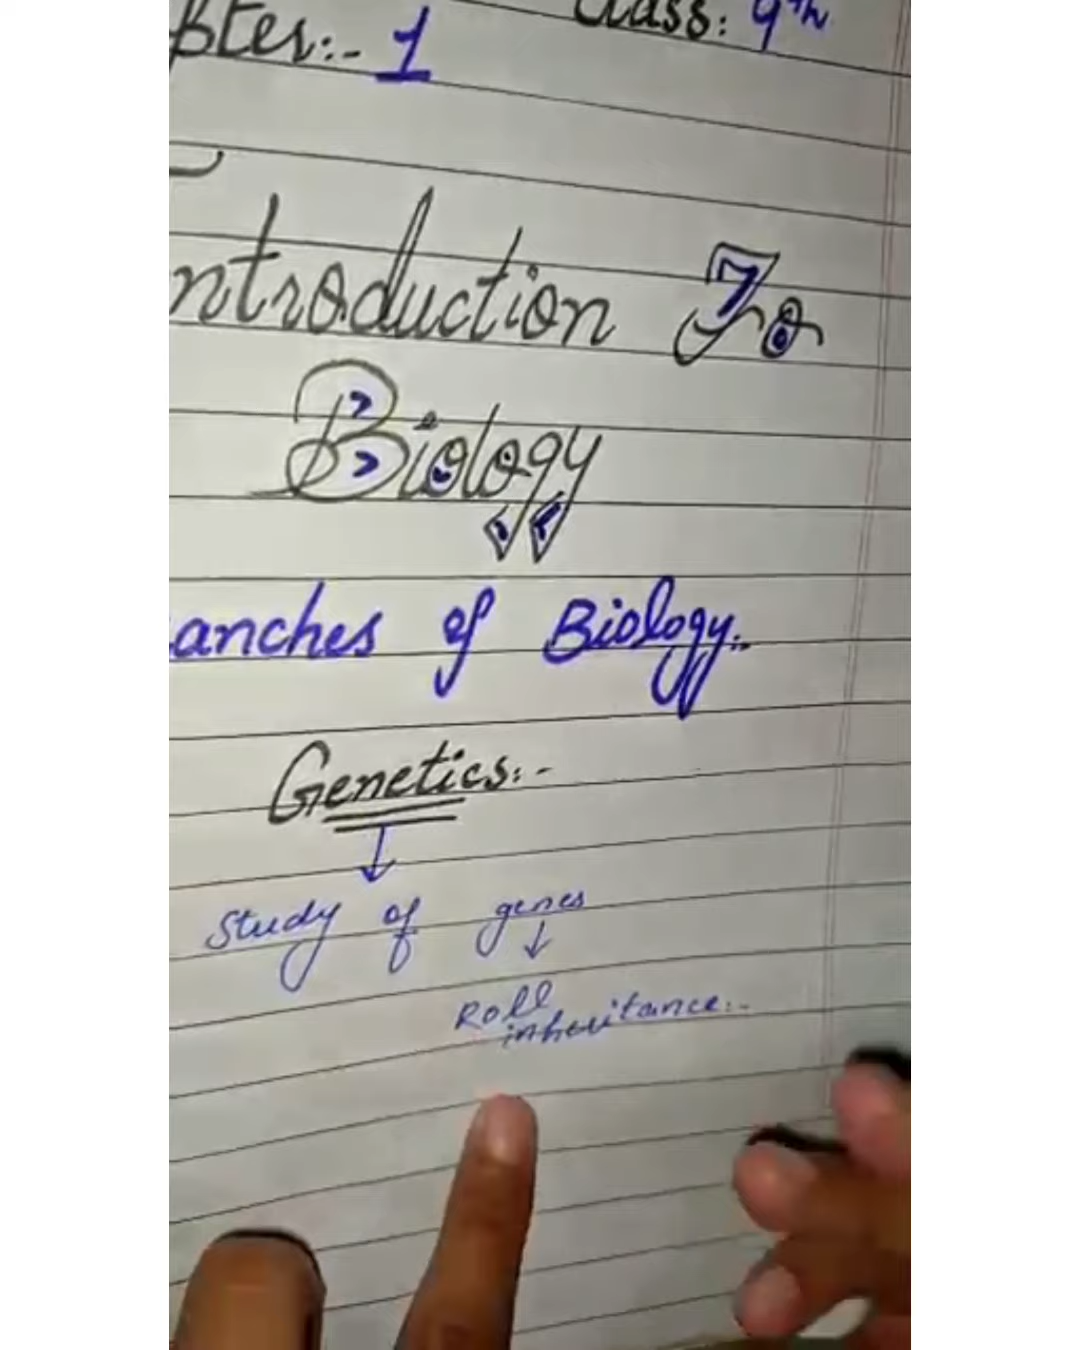 pter:- 1 Class: 9th
ntroduction To
Biology
anches of Biology:-
Genetics:-
Study of genes
Roll
inheritance:-